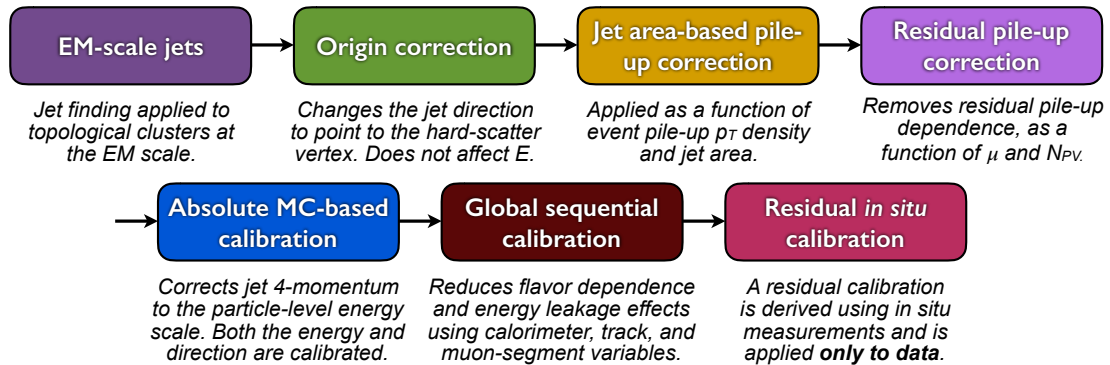 EM-scale jets
Jet finding applied to
topological clusters at
the EM scale.
Origin correction
Changes the jet direction
to point to the hard-scatter
vertex. Does not affect E.
Jet area-based pile-
up correction
Applied as a function of
event pile-up pT density
and jet area.
Residual pile-up
correction
Removes residual pile-up
dependence, as a
function of μ and NPV.
Absolute MC-based
calibration
Corrects jet 4-momentum
to the particle-level energy
scale. Both the energy and
direction are calibrated.
Global sequential
calibration
Reduces flavor dependence
and energy leakage effects
using calorimeter, track, and
muon-segment variables.
Residual in situ
calibration
A residual calibration
is derived using in situ
measurements and is
applied only to data.